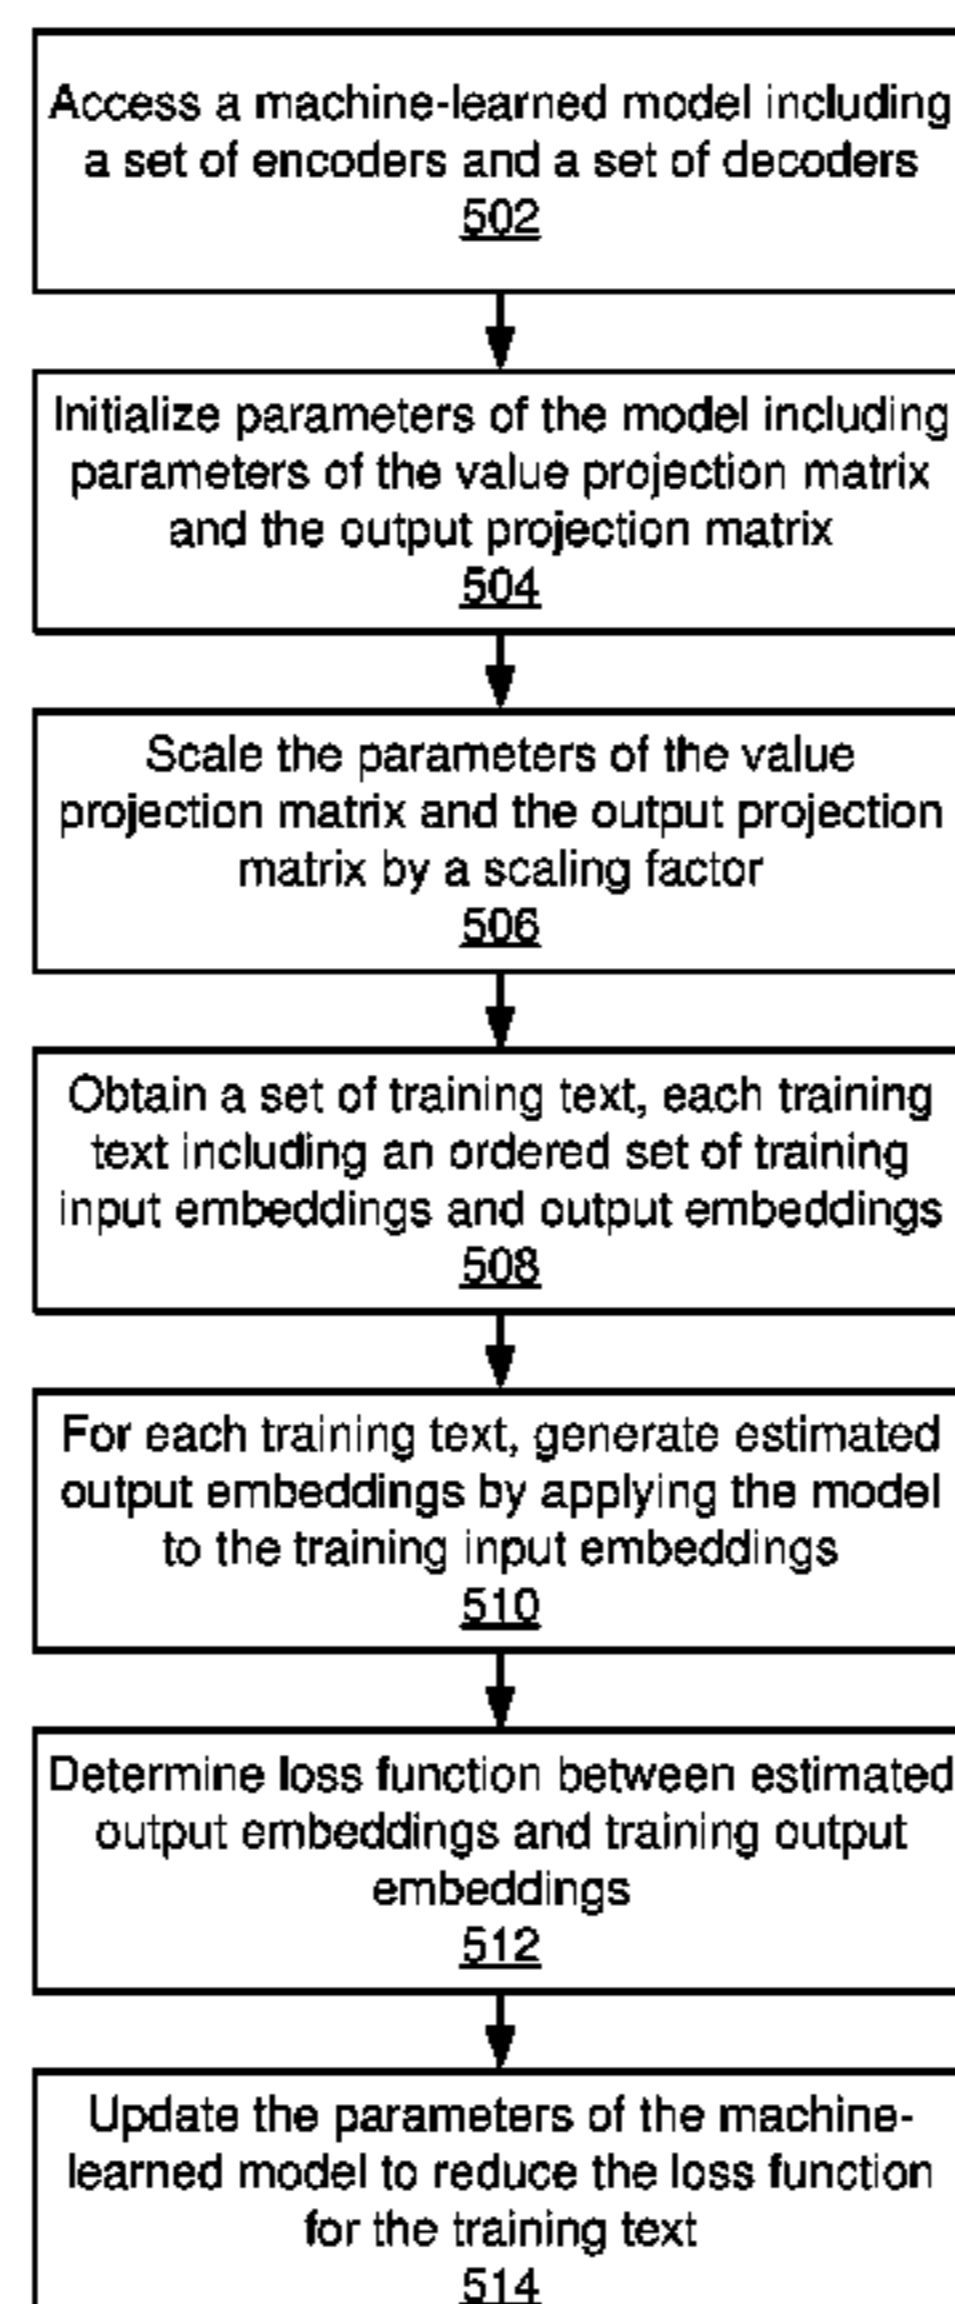 Access a machine-learned model including
a set of encoders and a set of decoders
502
Initialize parameters of the model including
parameters of the value projection matrix
and the output projection matrix
504
Scale the parameters of the value
projection matrix and the output projection
matrix by a scaling factor
506
Obtain a set of training text, each training
text including an ordered set of training
input embeddings and output embeddings
508
For each training text, generate estimated
output embeddings by applying the model
to the training input embeddings
510
Determine loss function between estimated
output embeddings and training output
embeddings
512
Update the parameters of the machine-
learned model to reduce the loss function
for the training text
514